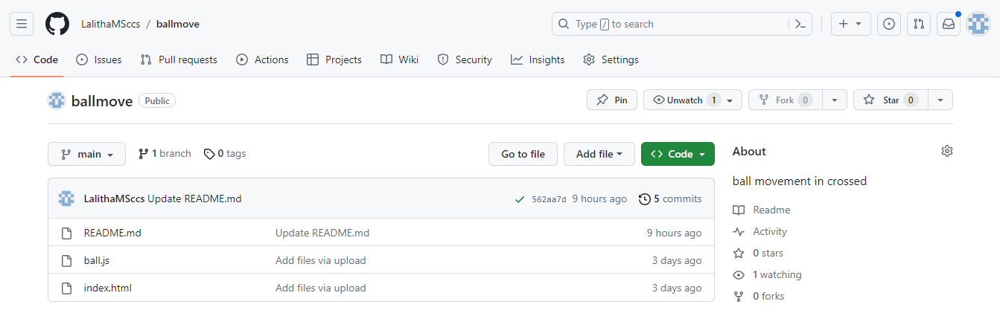 LalithaMSccs / ballmove
Type / to search
Code Issues Pull requests Actions Projects Wiki Security Insights Settings
ballmove Public
Pin Unwatch 1 Fork 0 Star 0
main 1 branch 0 tags Go to file Add file Code
LalithaMSccs Update README.md 562aa7d 9 hours ago 5 commits
README.md Update README.md 9 hours ago
ball.js Add files via upload 3 days ago
index.html Add files via upload 3 days ago
About
ball movement in crossed
Readme
Activity
0 stars
1 watching
0 forks